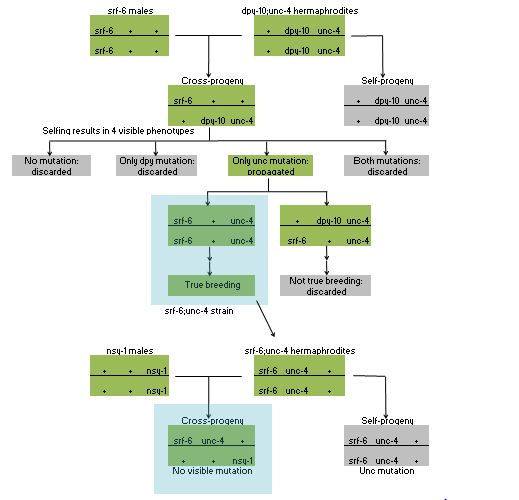 srf-6 males
dpy-10;unc-4 hermaphrodites
srf-6 + +
srf-6 + +
+ dpy-10 unc-4
+ dpy-10 unc-4
Cross-progeny
Self-progeny
srf-6 + +
+ dpy-10 unc-4
+ dpy-10 unc-4
+ dpy-10 unc-4
Selfing results in 4 visible phenotypes
No mutation:
discarded
Only dpy mutation:
discarded
Only unc mutation:
propagated
Both mutations:
discarded
srf-6 + unc-4
srf-6 + unc-4
+ dpy-10 unc-4
srf-6 + unc-4
True breeding
Not true breeding:
discarded
srf-6;unc-4 strain
nsy-1 males
srf-6;unc-4 hermaphrodites
+ + nsy-1
+ + nsy-1
srf-6 unc-4 +
srf-6 unc-4 +
Cross-progeny
Self-progeny
srf-6 unc-4 +
+ + nsy-1
srf-6 unc-4 +
srf-6 unc-4 +
No visible mutation
Unc mutation